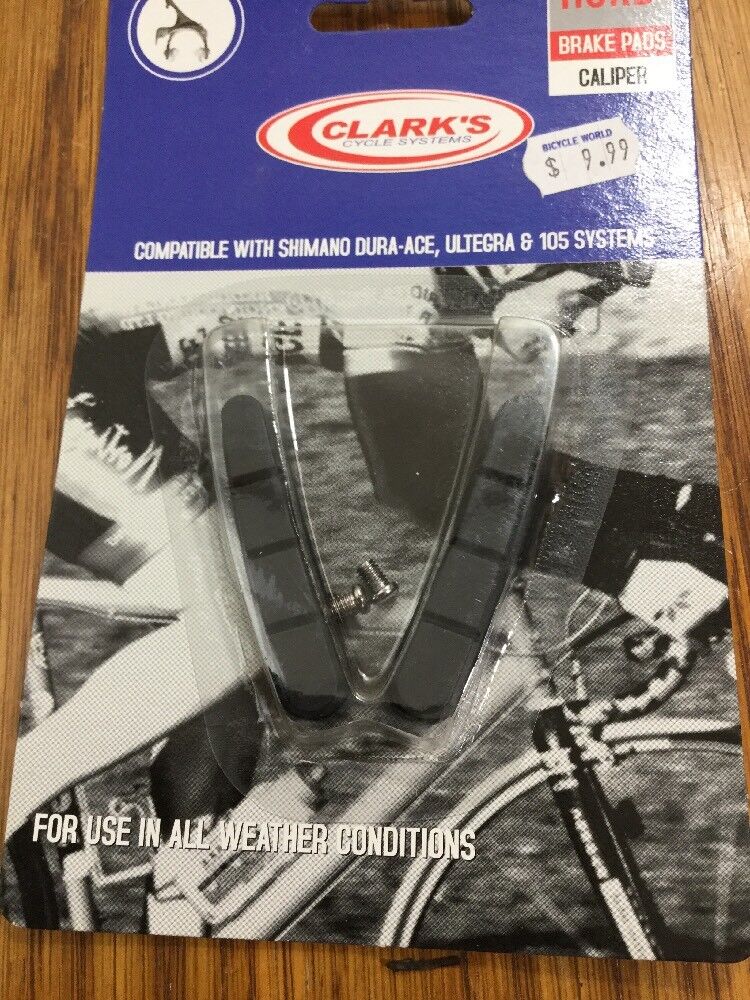 BRAKE PADS
CALIPER
CLARK'S
CYCLE SYSTEMS
BICYCLE WORLD
$ 9.99
COMPATIBLE WITH SHIMANO DURA-ACE, ULTEGRA & 105 SYSTEMS
FOR USE IN ALL WEATHER CONDITIONS